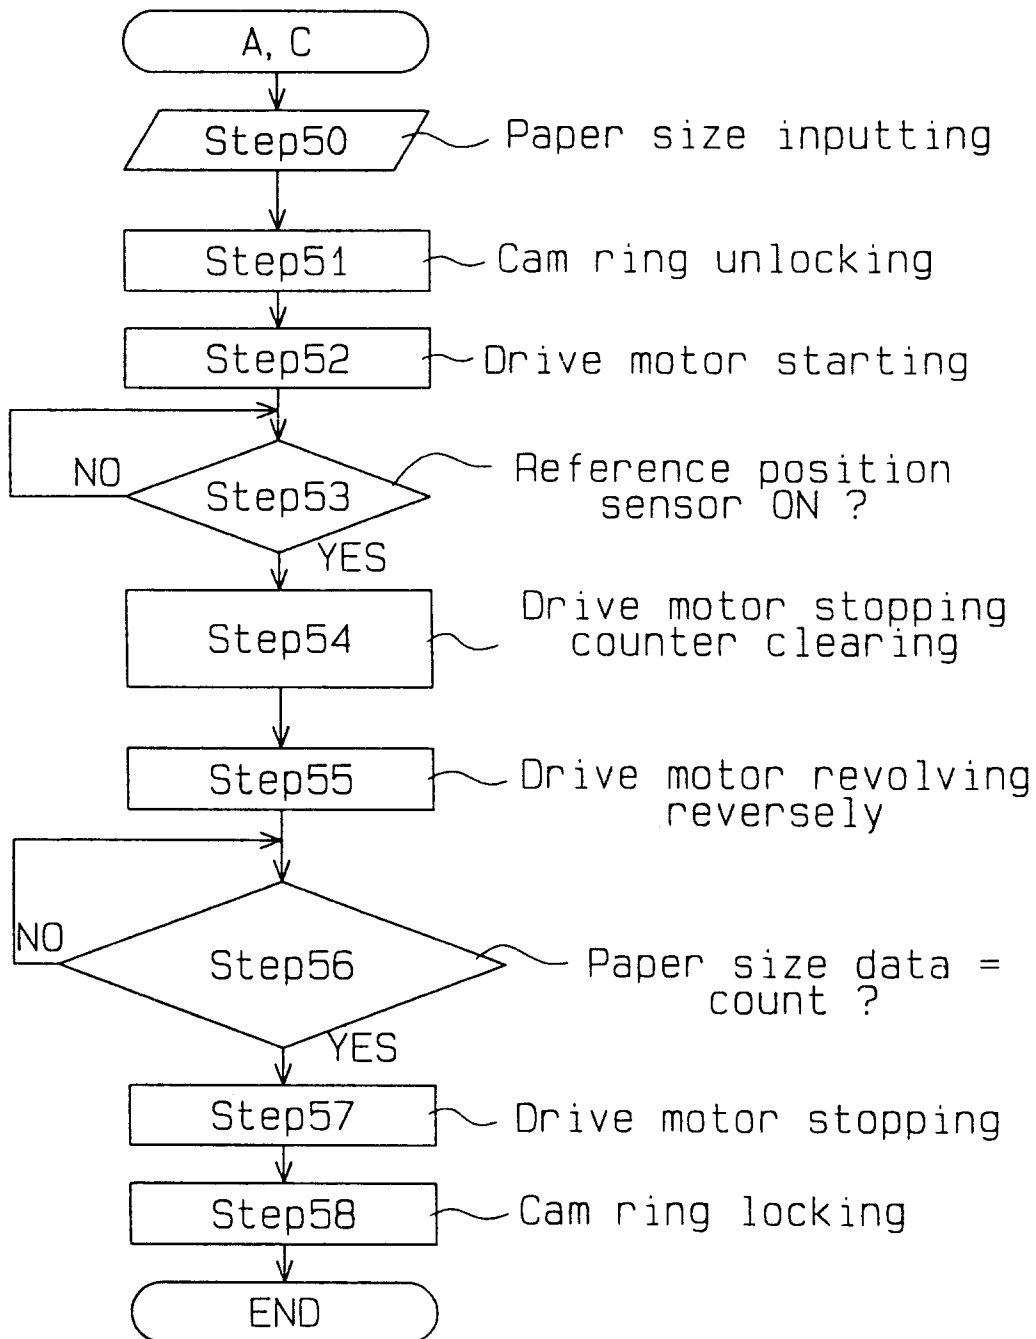 A, C
Step50
Paper size inputting
Step51
Cam ring unlocking
Step52
Drive motor starting
NO
Step53
Reference position
sensor ON ?
YES
Step54
Drive motor stopping
counter clearing
Step55
Drive motor revolving
reversely
NO
Step56
Paper size data =
count ?
YES
Step57
Drive motor stopping
Step58
Cam ring locking
END